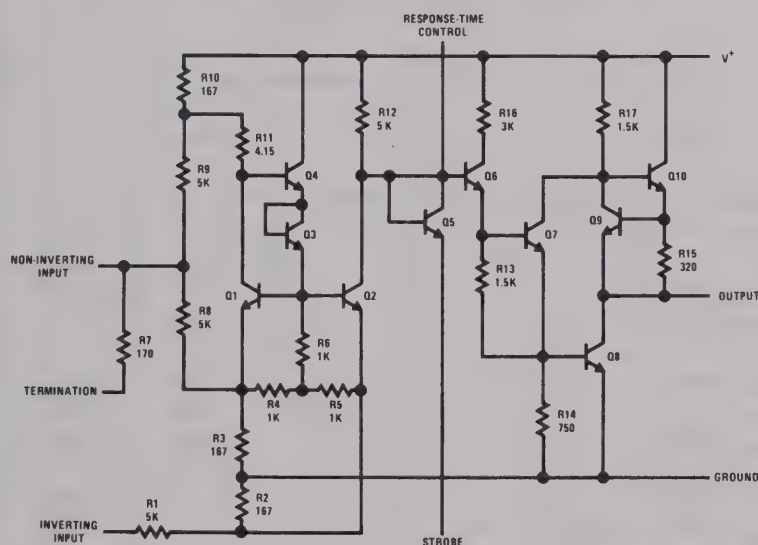 RESPONSE-TIME
CONTROL
V+
R10
167
R12
5 K
R16
3K
R17
1.5K
R11
4.15
Q4
Q6
Q10
R9
5K
Q5
Q7
Q9
Q3
R15
320
NON-INVERTING
INPUT
R13
1.5K
OUTPUT
Q1
Q2
R8
5K
R7
170
R6
1K
Q8
TERMINATION
R4
1K
R5
1K
R14
750
R3
167
GROUND
R1
5K
R2
167
INVERTING
INPUT
STROBE